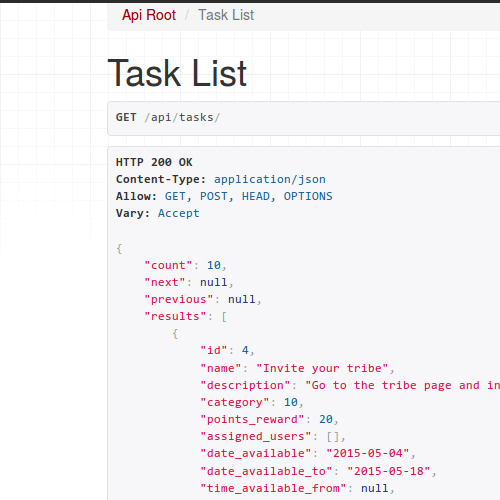 Api Root / Task List
Task List
GET /api/tasks/
HTTP 200 OK
Content-Type: application/json
Allow: GET, POST, HEAD, OPTIONS
Vary: Accept
{
    "count": 10,
    "next": null,
    "previous": null,
    "results": [
        {
            "id": 4,
            "name": "Invite your tribe",
            "description": "Go to the tribe page and in
            "category": 10,
            "points_reward": 20,
            "assigned_users": [],
            "date_available": "2015-05-04",
            "date_available_to": "2015-05-18",
            "time_available_from": null,